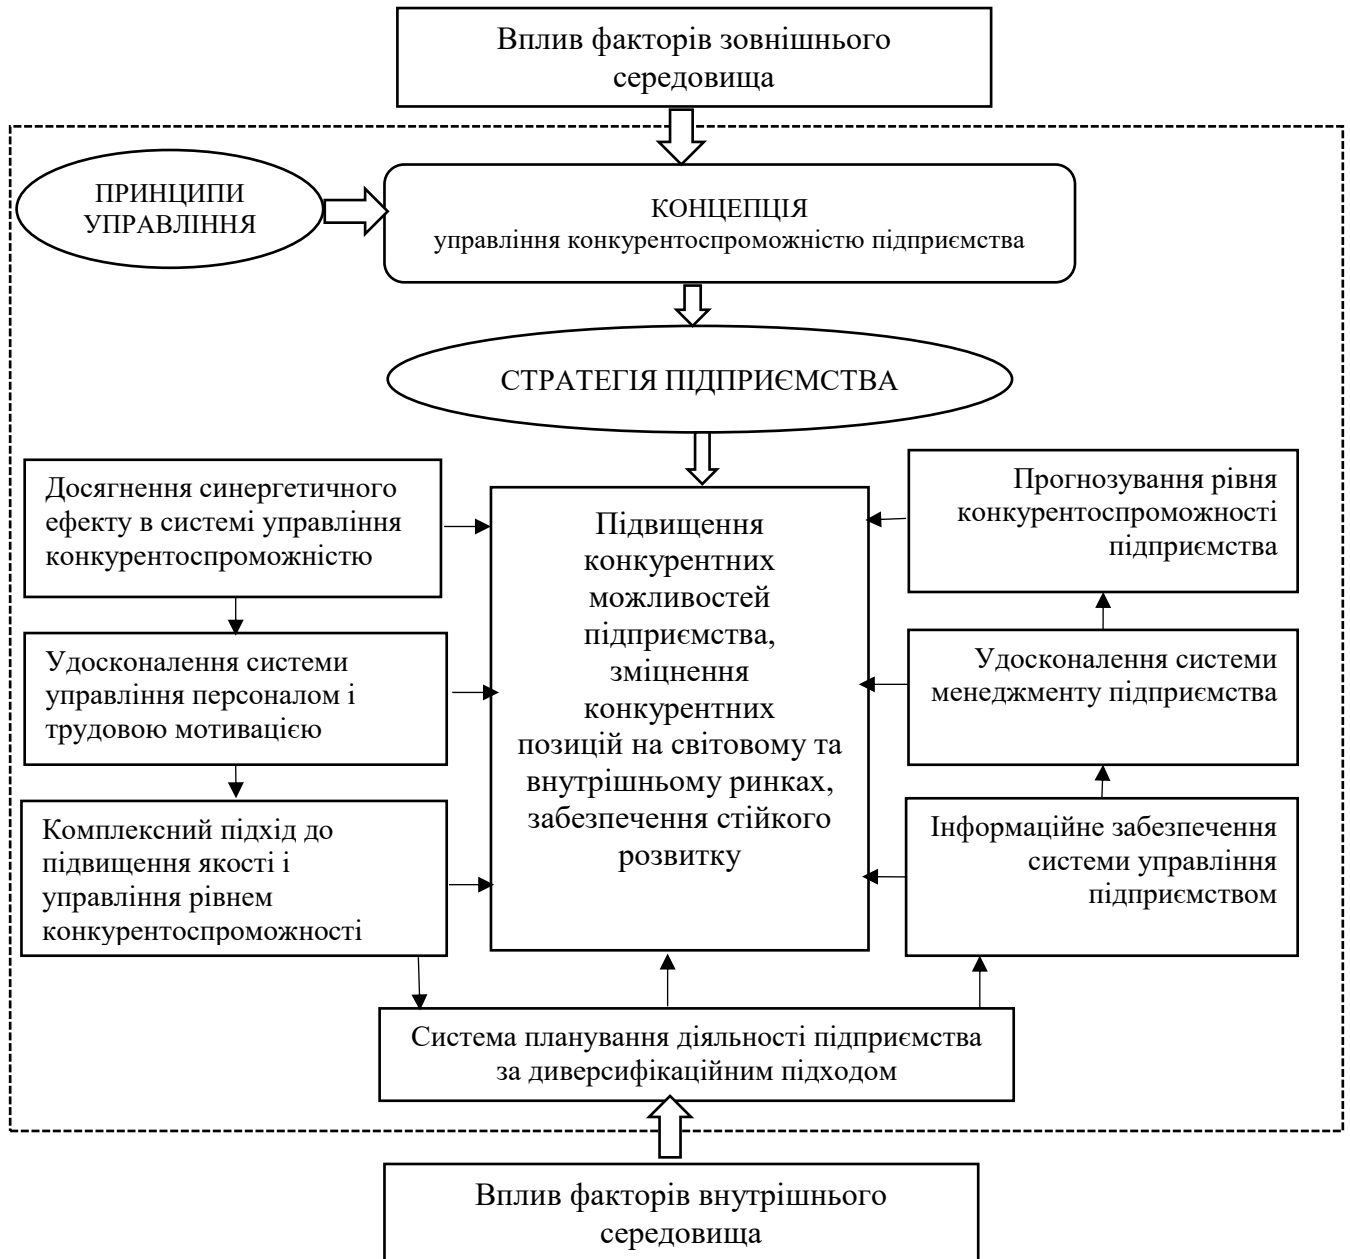 Вплив факторів зовнішнього
середовища
ПРИНЦИПИ
УПРАВЛІННЯ
КОНЦЕПЦІЯ
управління конкурентоспроможністю підприємства
СТРАТЕГІЯ ПІДПРИЄМСТВА
Досягнення синергетичного
ефекту в системі управління
конкурентоспроможністю
Удосконалення системи
управління персоналом і
трудовою мотивацією
Комплексний підхід до
підвищення якості і
управління рівнем
конкурентоспроможності
Підвищення
конкурентних
можливостей
підприємства,
зміцнення
конкурентних
позицій на світовому та
внутрішньому ринках,
забезпечення стійкого
розвитку
Прогнозування рівня
конкурентоспроможності
підприємства
Удосконалення системи
менеджменту підприємства
Інформаційне забезпечення
системи управління
підприємством
Система планування діяльності підприємства
за диверсифікаційним підходом
Вплив факторів внутрішнього
середовища